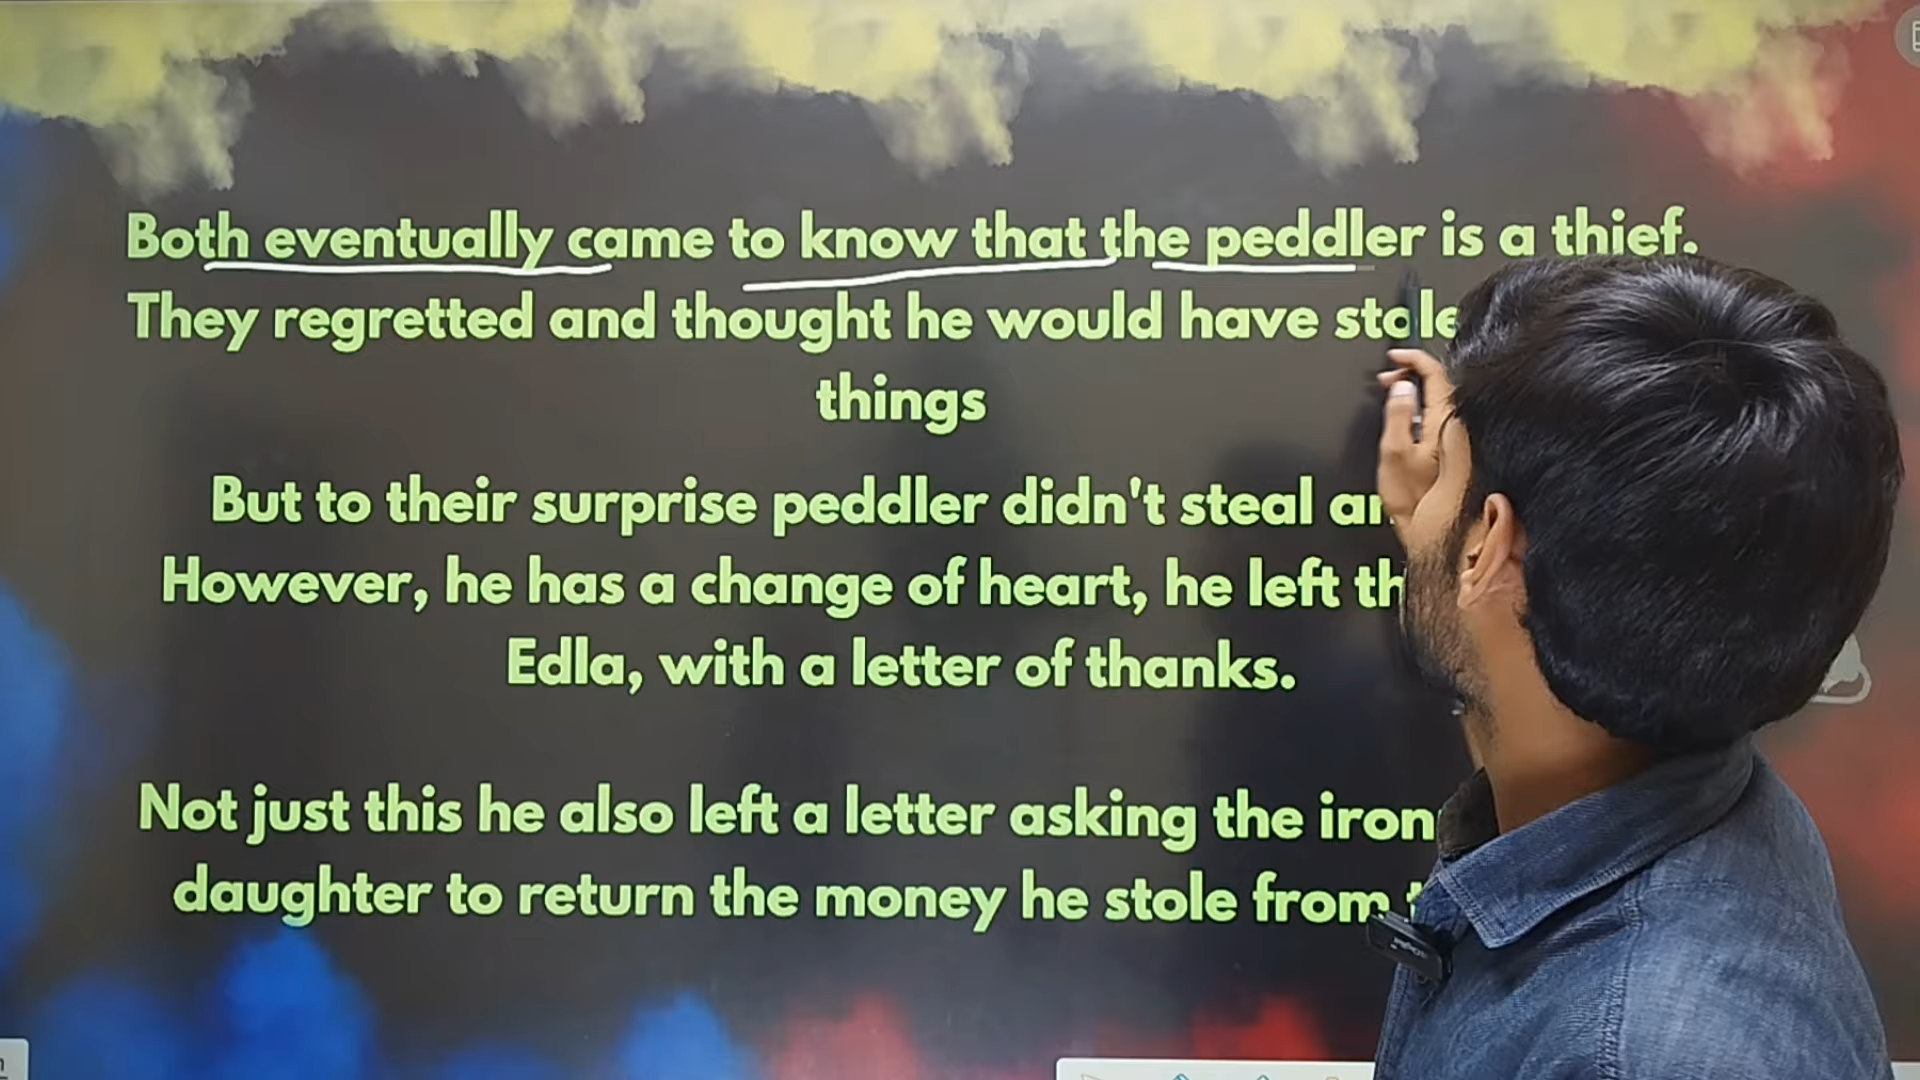 Both eventually came to know that the peddler is a thief.
They regretted and thought he would have
things
But to their surprise peddler didn't steal
However, he has a change of heart, he left
Edla, with a letter of thanks.
Not just this he also left a letter asking the
daughter to return the money he stole from